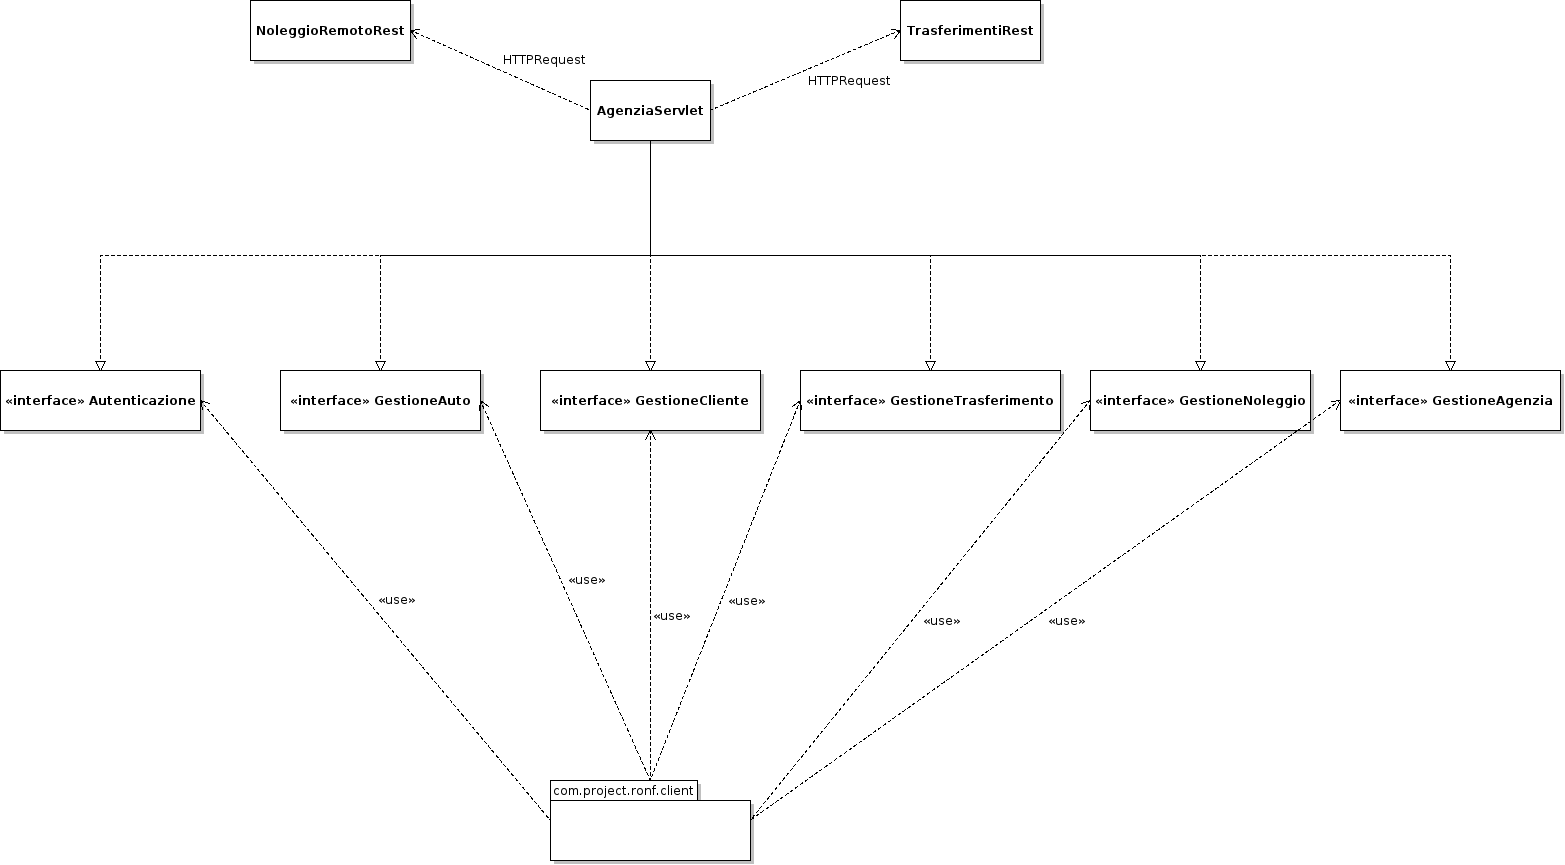 NoleggioRemotoRest
TrasferimentiRest
HTTPRequest
HTTPRequest
AgenziaServlet
«interface» Autenticazione
«interface» GestioneAuto
«interface» GestioneCliente
«interface» GestioneTrasferimento
«interface» GestioneNoleggio
«interface» GestioneAgenzia
«use»
«use»
«use»
«use»
«use»
«use»
com.project.ronf.client